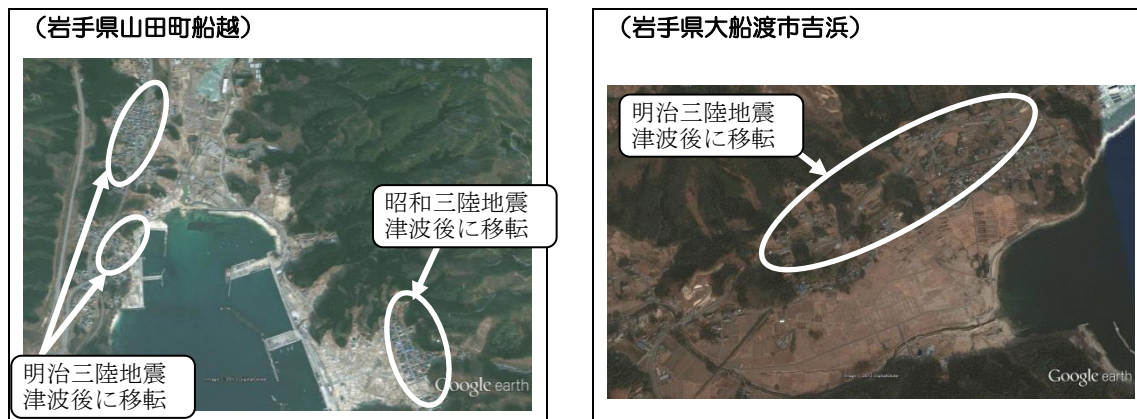 （岩手県山田町船越）
昭和三陸地震
津波後に移転
明治三陸地震
津波後に移転
Google earth
（岩手県大船渡市吉浜）
明治三陸地震
津波後に移転
Google earth